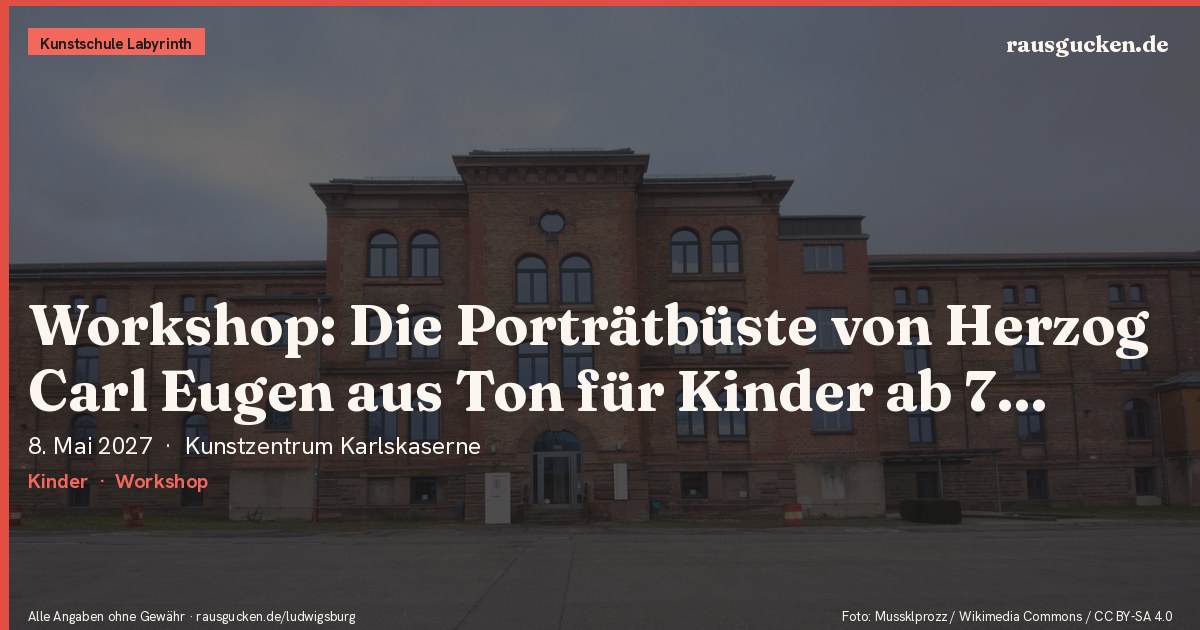 Kunstschule Labyrinth
rausgucken.de
Workshop: Die Porträtbüste von Herzog
Carl Eugen aus Ton für Kinder ab 7...
8. Mai 2027 · Kunstzentrum Karlskaserne
Kinder · Workshop
Alle Angaben ohne Gewähr · rausgucken.de/ludwigsburg
Foto: Mussklprozz / Wikimedia Commons / CC BY-SA 4.0